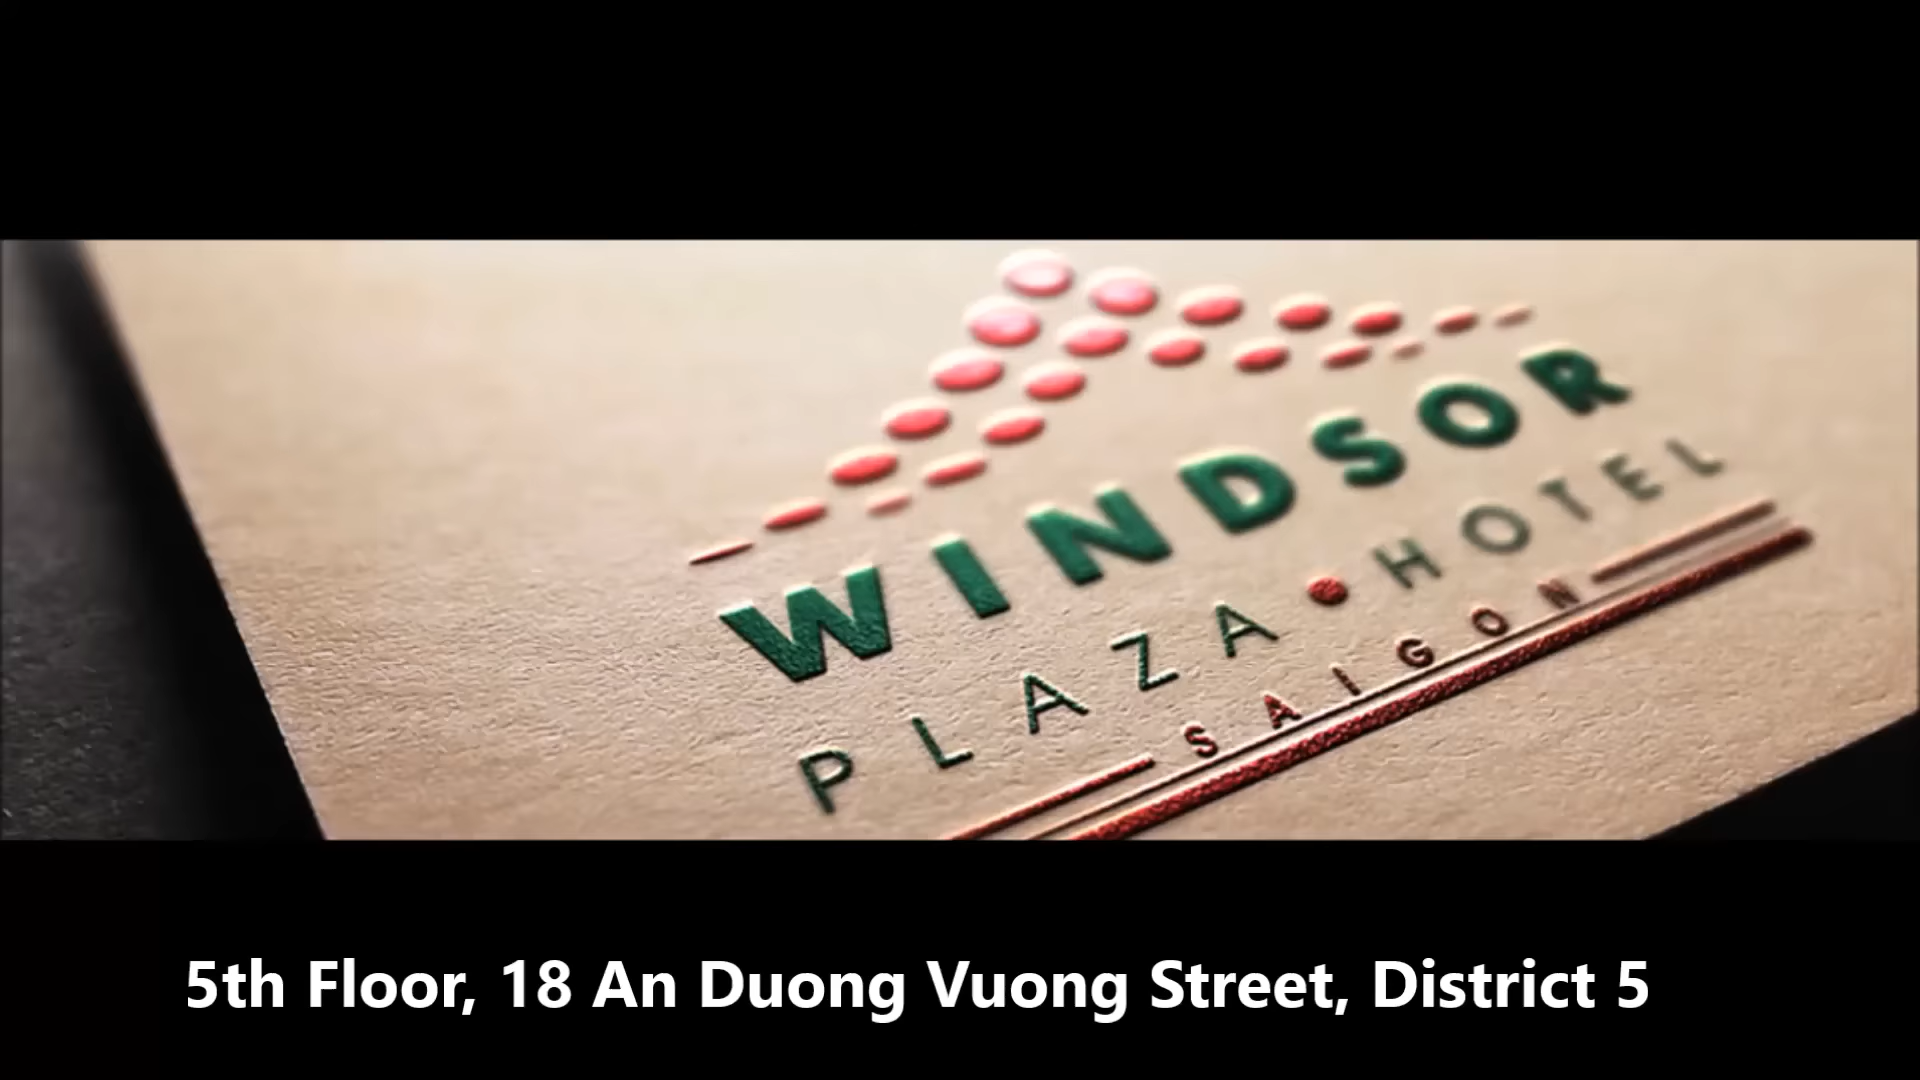 WINDSOR
PLAZA • HOTEL
SAIGON
5th Floor, 18 An Duong Vuong Street, District 5